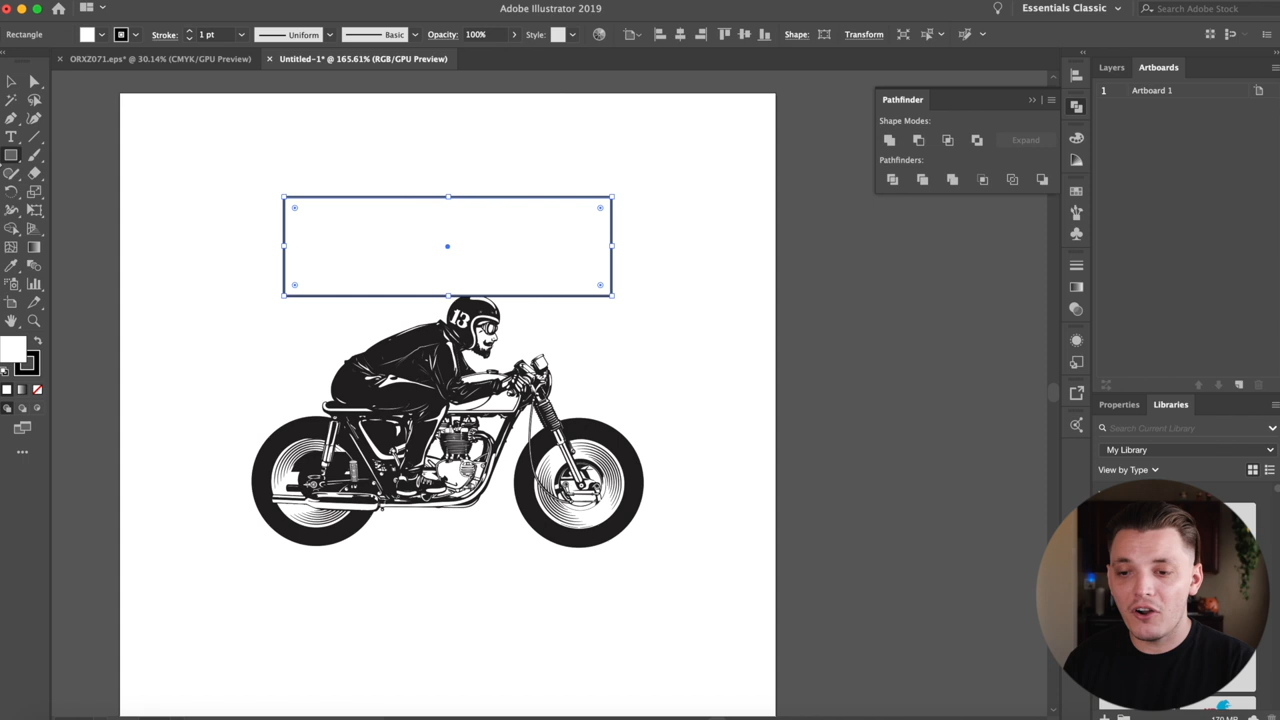 Adobe Illustrator 2019
Essentials Classic
Search Adobe Stock
Rectangle
Stroke:
1 pt
Uniform
Basic
Opacity:
100%
Style:
Shape:
Transform
ORXZ071.eps* @ 30.14% (CMYK/GPU Preview)
Untitled-1* @ 165.61% (RGB/GPU Preview)
Layers
Artboards
1
Artboard 1
Pathfinder
Shape Modes:
Expand
Pathfinders:
13
Properties
Libraries
Search Current Library
My Library
View by Type
170 MB